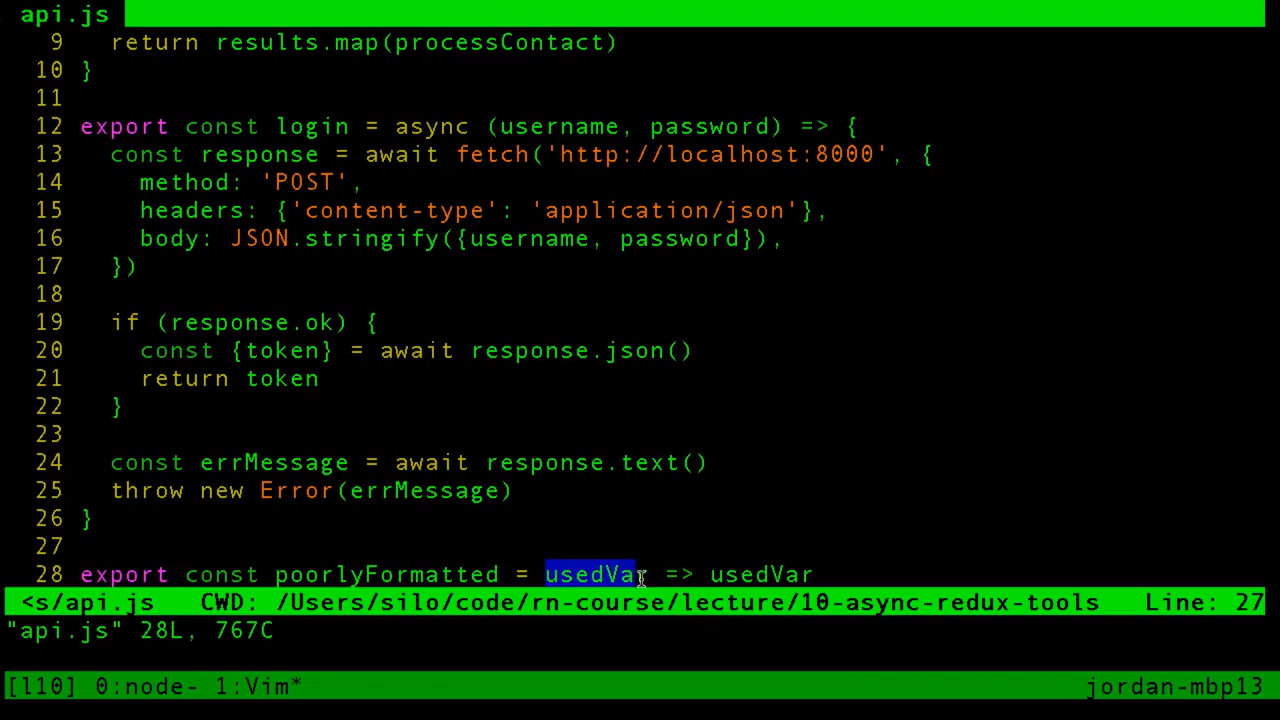 api.js
9   return results.map(processContact)
10 }
11
12 export const login = async (username, password) => {
13   const response = await fetch('http://localhost:8000', {
14     method: 'POST',
15     headers: {'content-type': 'application/json'},
16     body: JSON.stringify({username, password}),
17   })
18
19   if (response.ok) {
20     const {token} = await response.json()
21     return token
22   }
23
24   const errMessage = await response.text()
25   throw new Error(errMessage)
26 }
27
28 export const poorlyFormatted = usedVar => usedVar
<s/api.js   CWD: /Users/silo/code/rn-course/lecture/10-async-redux-tools   Line: 27
"api.js" 28L, 767C
[l10] 0:node- 1:Vim* jordan-mbp13